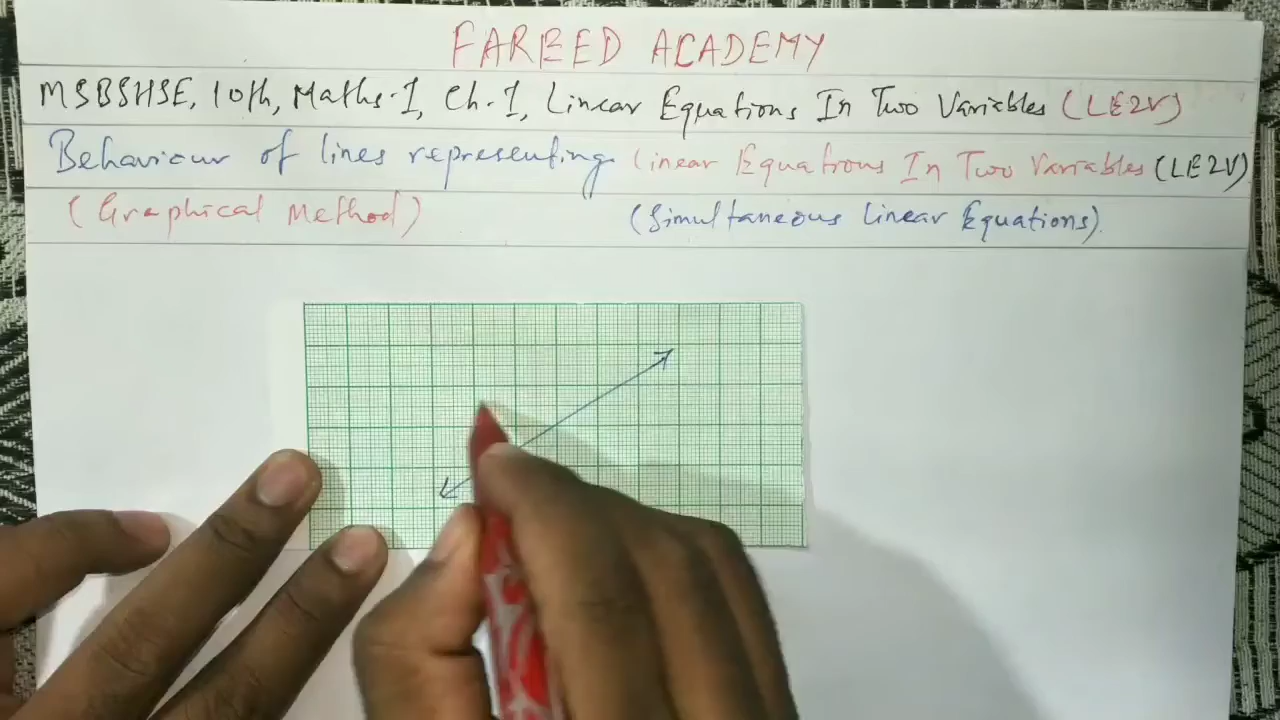 FAREED ACADEMY
MSBSHSE, 10th, Maths-I, Ch.1, Linear Equations In Two Variables (LE2V)
Behaviour of lines representing Linear Equations In Two Variables (LE2V)
(Graphical Method) (Simultaneous Linear Equations).